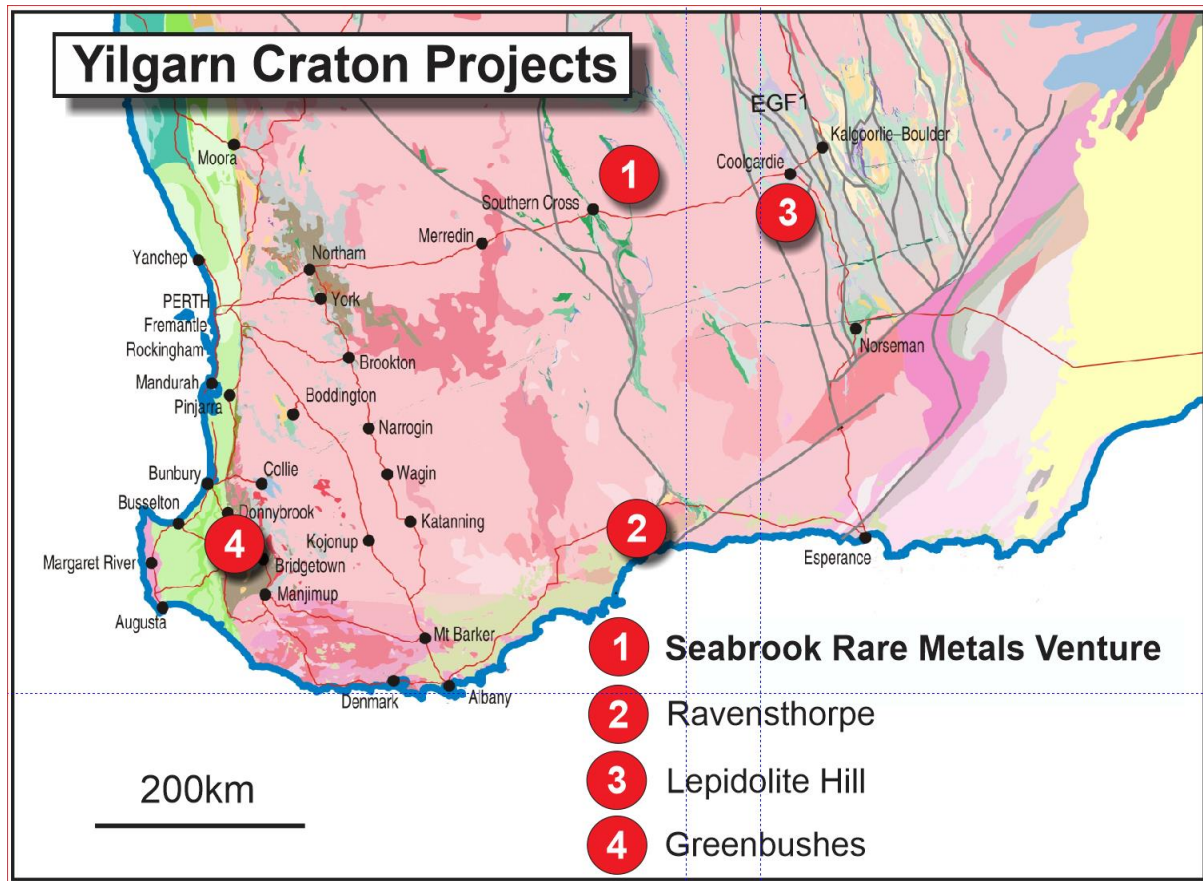 Yilgarn Craton Projects
EGF1
Moora
Kalgoorlie-Boulder
Coolgardie
1
3
Southern Cross
Merredin
Northam
Yanchep
PERTH
York
Fremantle
Rockingham
Brookton
Norseman
Mandurah
Pinjarra
Boddington
Narrogin
Bunbury
Collie
Wagin
Busselton
Donnybrook
Katanning
2
4
Kojonup
Margaret River
Bridgetown
Esperance
Manjimup
Augusta
Mt Barker
Denmark
Albany
1 Seabrook Rare Metals Venture
2 Ravensthorpe
3 Lepidolite Hill
4 Greenbushes
200km